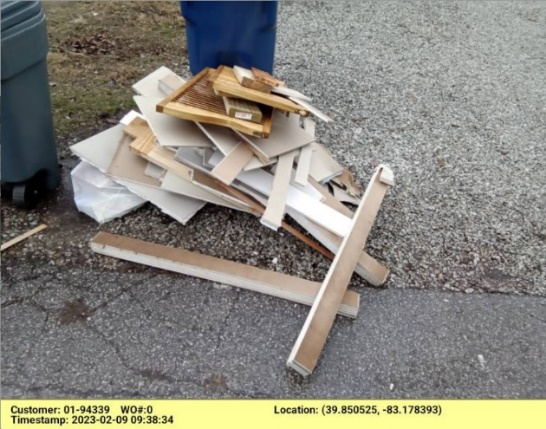 Customer: 01-94339 WO#:0 Location: (39.850525, -83.178393)
Timestamp: 2023-02-09 09:38:34